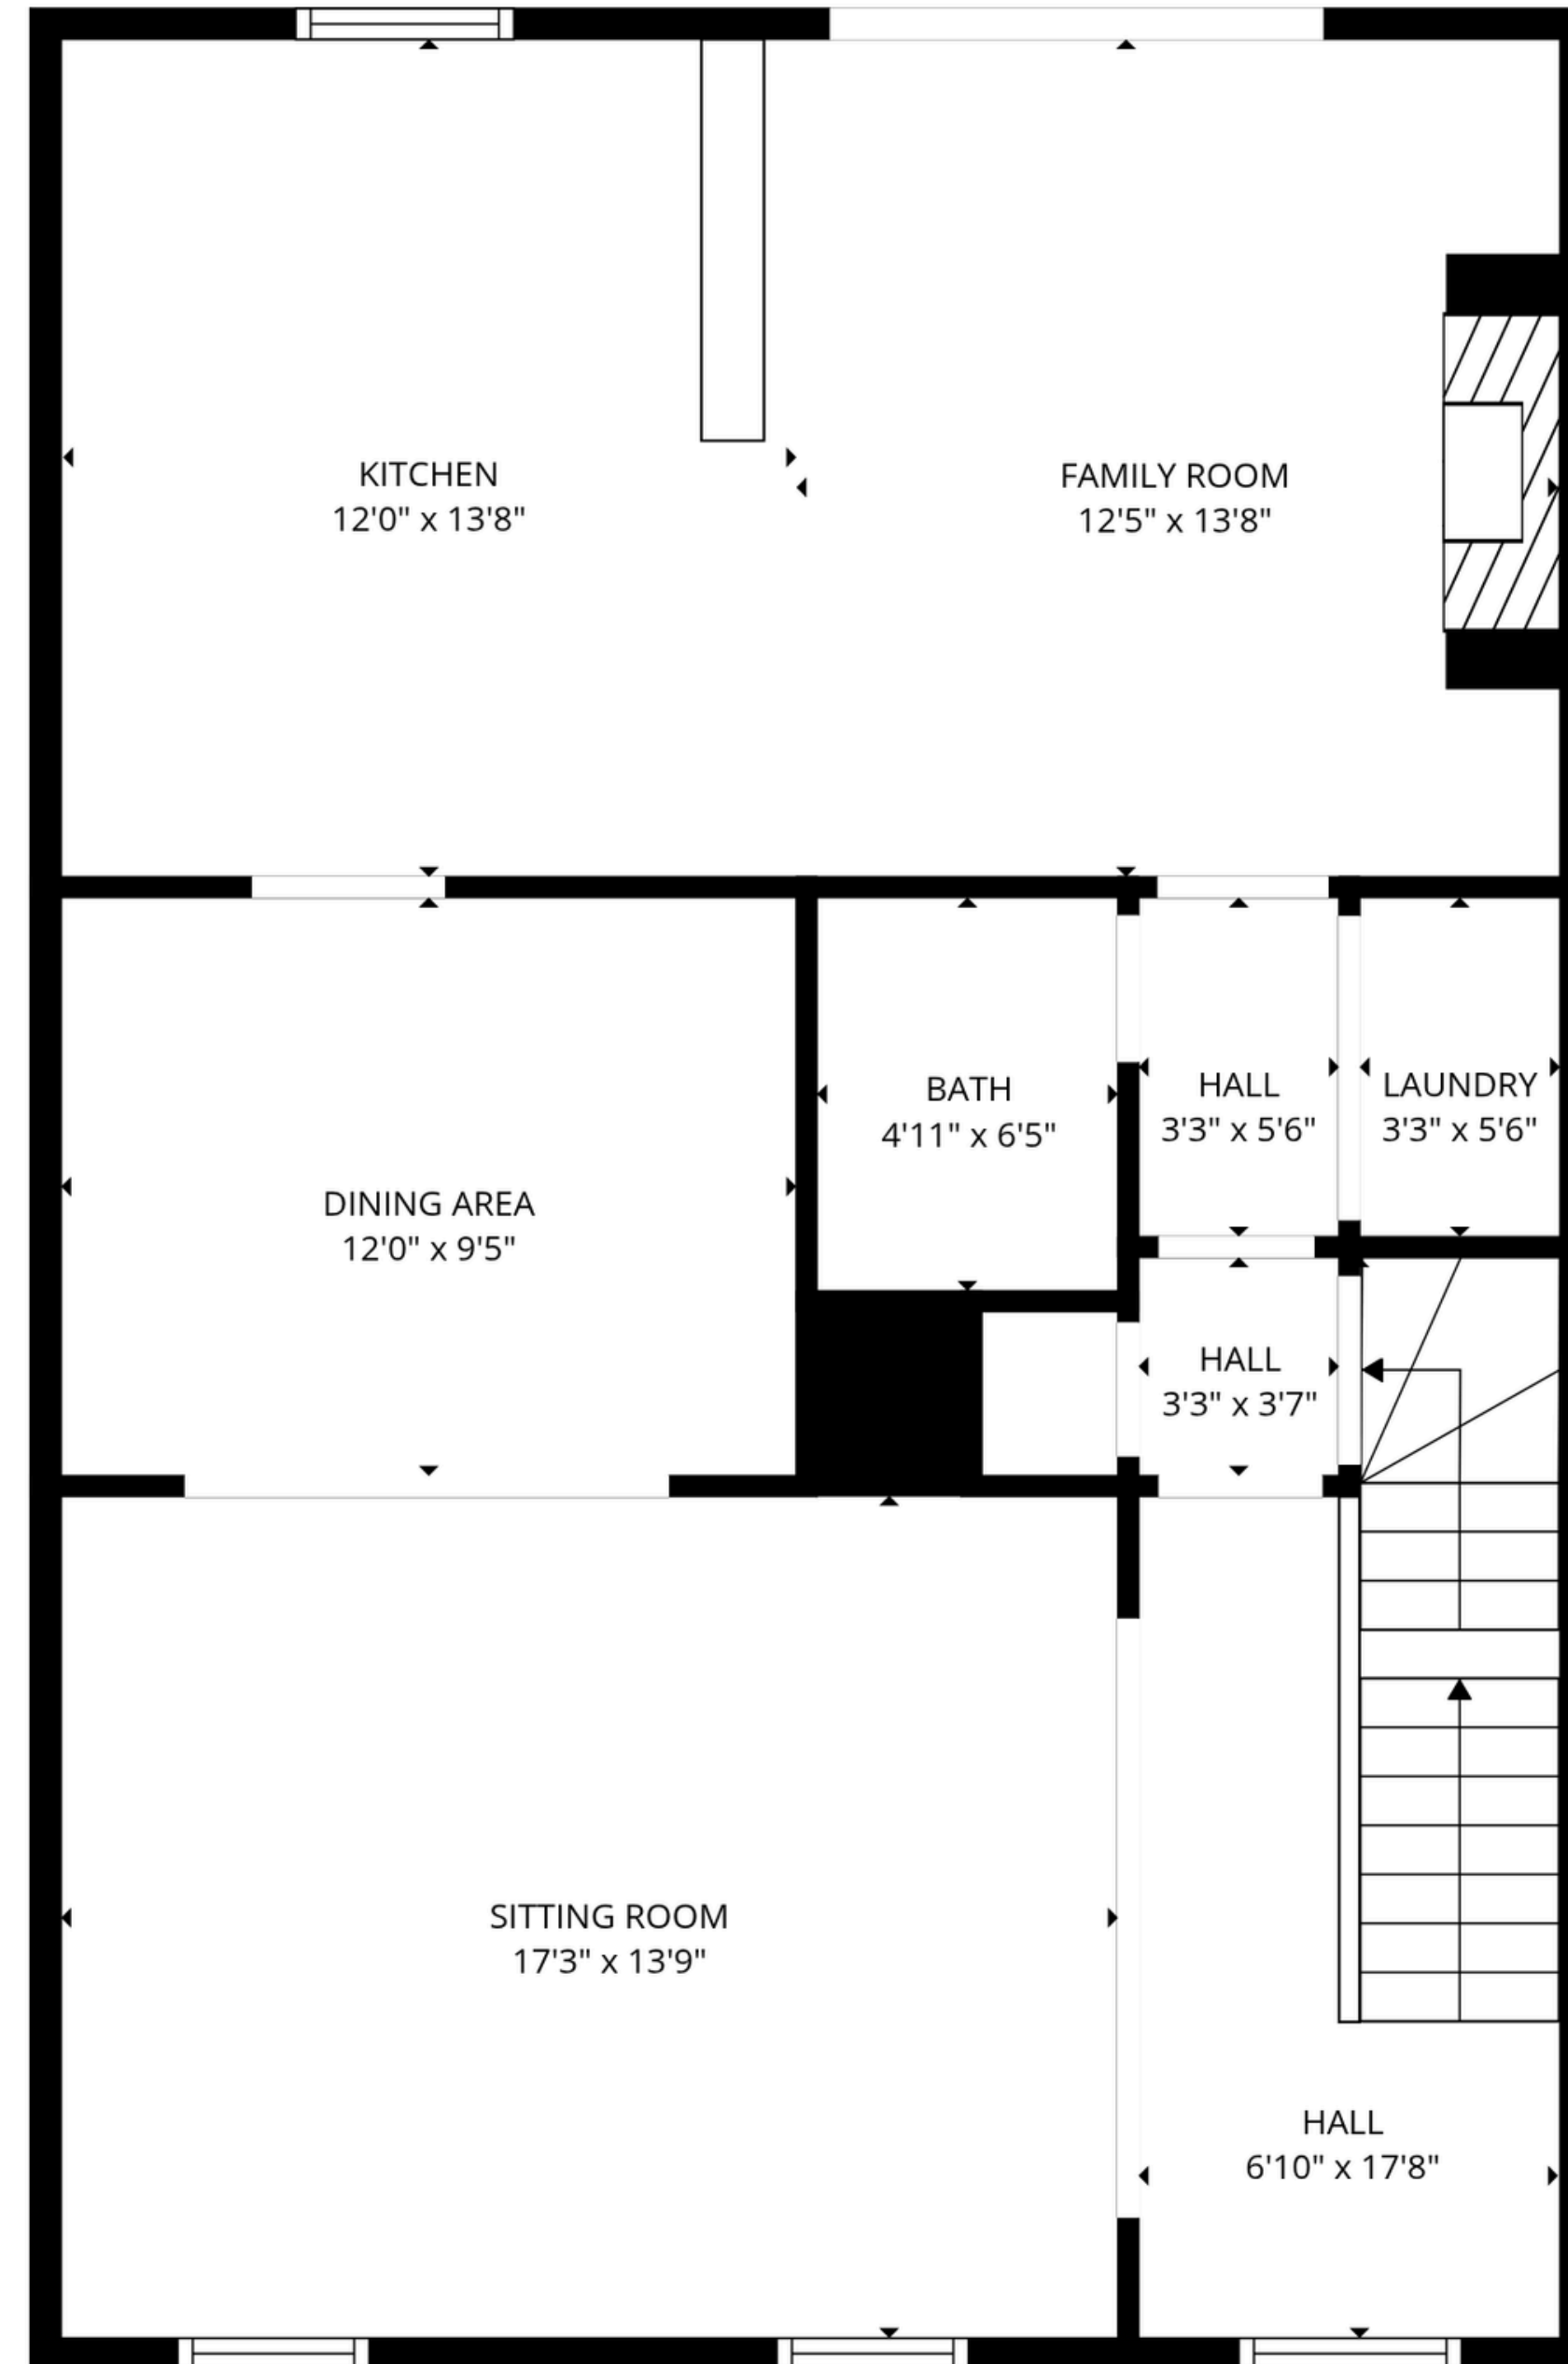 KITCHEN
12'0" x 13'8"
FAMILY ROOM
12'5" x 13'8"
BATH
4'11" x 6'5"
HALL
3'3" x 5'6"
LAUNDRY
3'3" x 5'6"
DINING AREA
12'0" x 9'5"
HALL
3'3" x 3'7"
SITTING ROOM
17'3" x 13'9"
HALL
6'10" x 17'8"